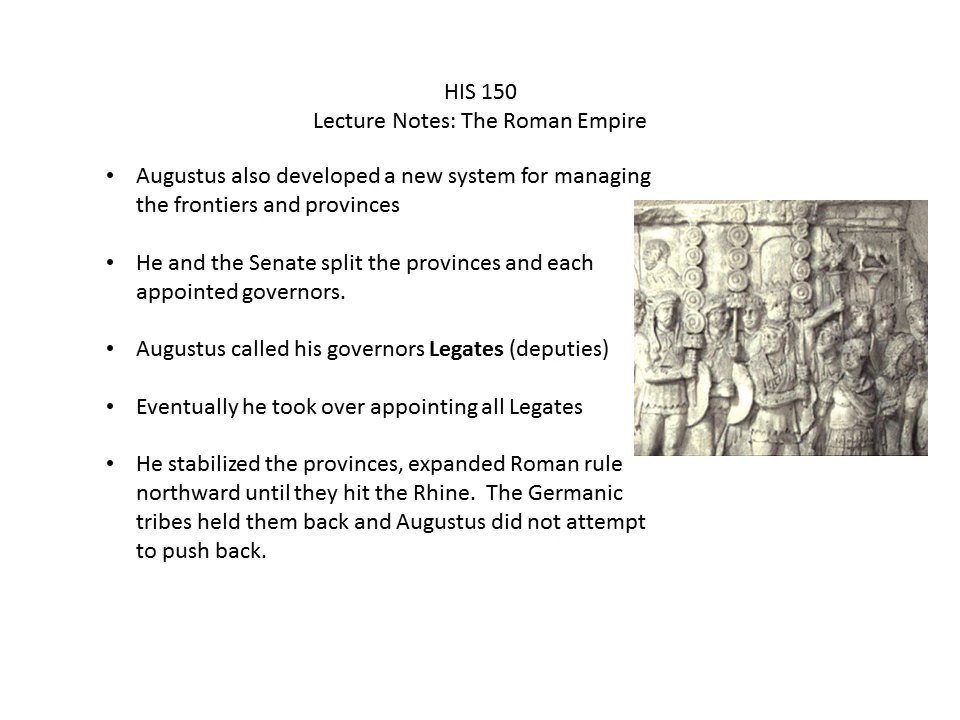 HIS 150
Lecture Notes: The Roman Empire
• Augustus also developed a new system for managing
the frontiers and provinces
• He and the Senate split the provinces and each
appointed governors.
• Augustus called his governors Legates (deputies)
• Eventually he took over appointing all Legates
• He stabilized the provinces, expanded Roman rule
northward until they hit the Rhine.  The Germanic
tribes held them back and Augustus did not attempt
to push back.